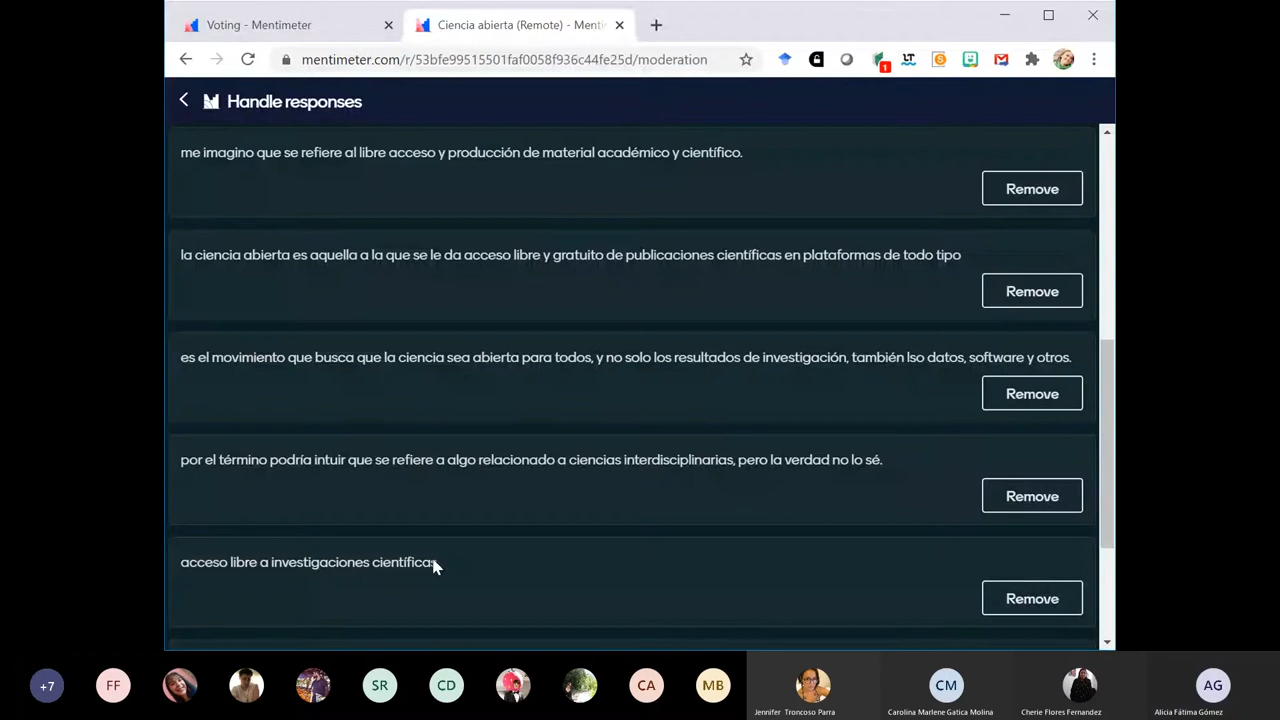 Voting - Mentimeter
Ciencia abierta (Remote) - Menti
mentimeter.com/r/53bfe99515501faf0058f936c44fe25d/moderation
1
LT
S
Handle responses
me imagino que se refiere al libre acceso y producción de material académico y científico.
Remove
la ciencia abierta es aquella a la que se le da acceso libre y gratuito de publicaciones científicas en plataformas de todo tipo
Remove
es el movimiento que busca que la ciencia sea abierta para todos, y no solo los resultados de investigación, también lso datos, software y otros.
Remove
por el término podría intuir que se refiere a algo relacionado a ciencias interdisciplinarias, pero la verdad no lo sé.
Remove
acceso libre a investigaciones científicas
Remove
+7
FF
SR
CD
CA
MB
CM
AG
Jennifer Troncoso Parra
Carolina Marlene Gatica Molina
Cherie Flores Fernandez
Alicia Fátima Gómez